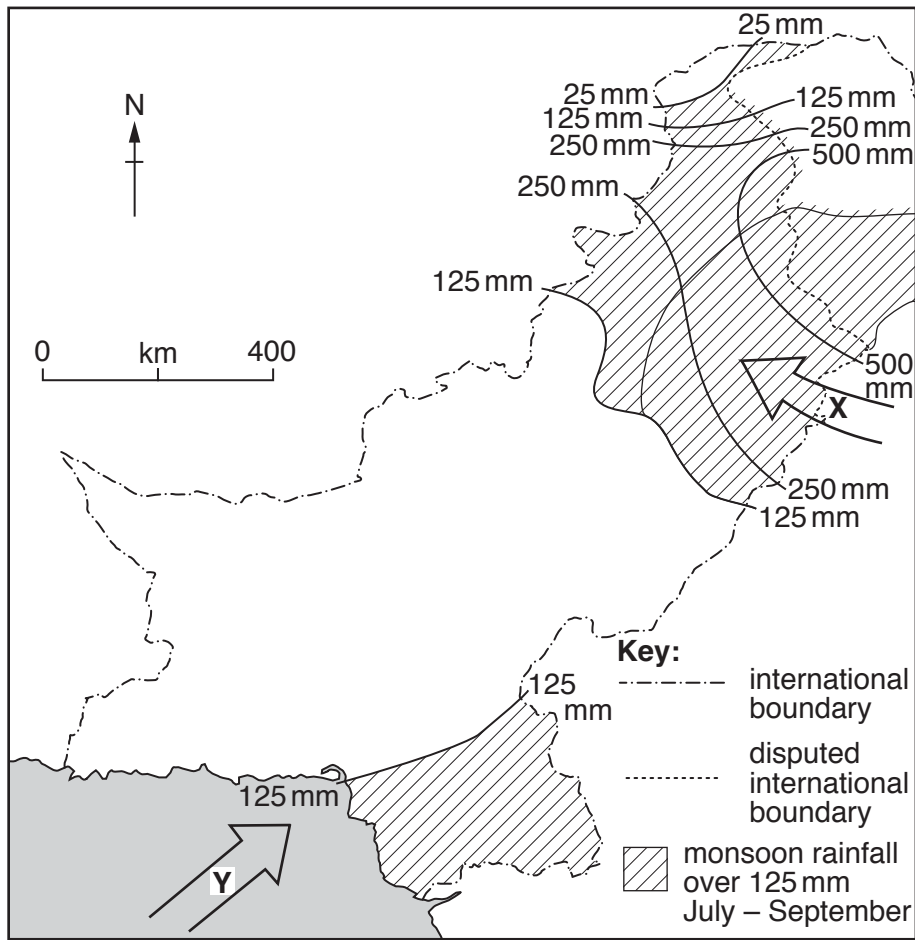 25 mm
N
25 mm
125 mm
125 mm
250 mm
250 mm
500 mm
250 mm
125 mm
0 km 400
500
mm
X
250 mm
125 mm
Key:
125
mm
international
boundary
disputed
international
boundary
125 mm
monsoon rainfall
over 125 mm
July – September
Y